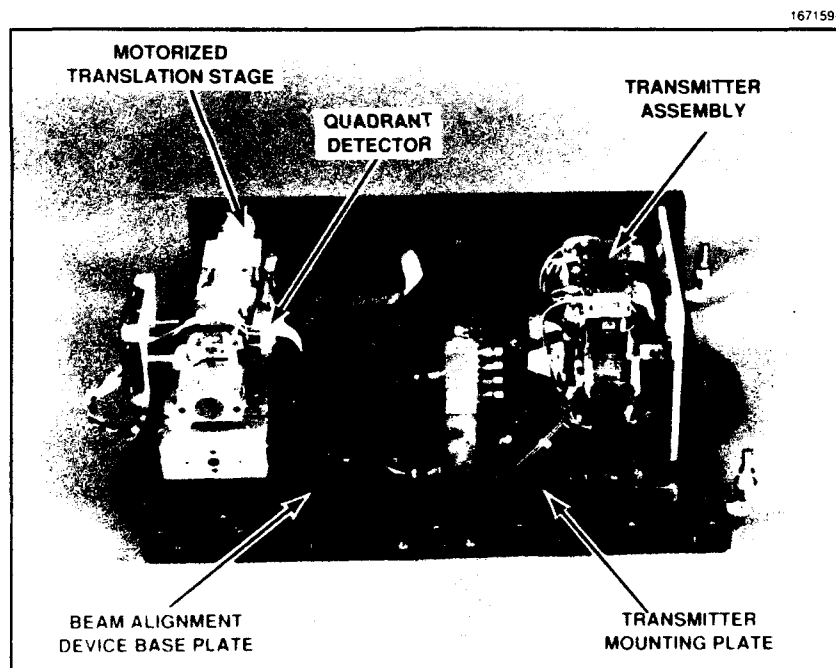 167159
MOTORIZED
TRANSLATION STAGE
QUADRANT
DETECTOR
TRANSMITTER
ASSEMBLY
BEAM ALIGNMENT
DEVICE BASE PLATE
TRANSMITTER
MOUNTING PLATE